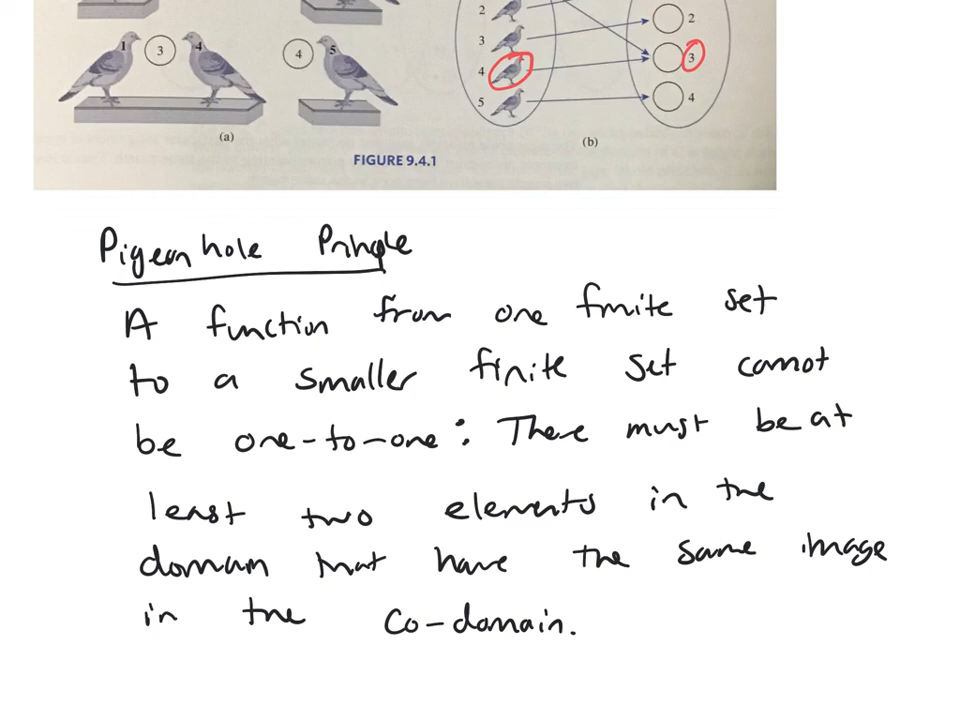 2
2
1 3 4 4 5 3
4 3
5 4
(a) (b)
FIGURE 9.4.1
Pigeonhole Principle
A function from one finite set
to a smaller finite set cannot
be one-to-one: There must be at
least two elements in the
domain that have the same image
in the co-domain.